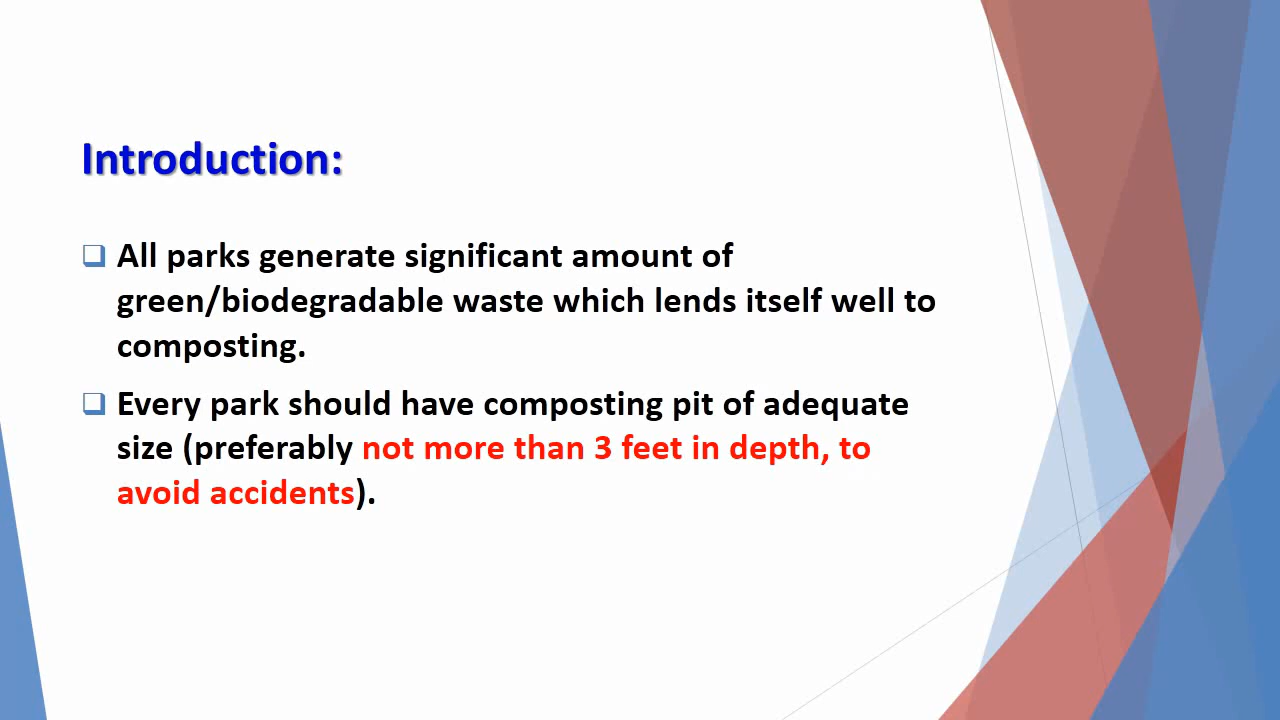 Introduction:
All parks generate significant amount of
green/biodegradable waste which lends itself well to
composting.
Every park should have composting pit of adequate
size (preferably not more than 3 feet in depth, to
avoid accidents).